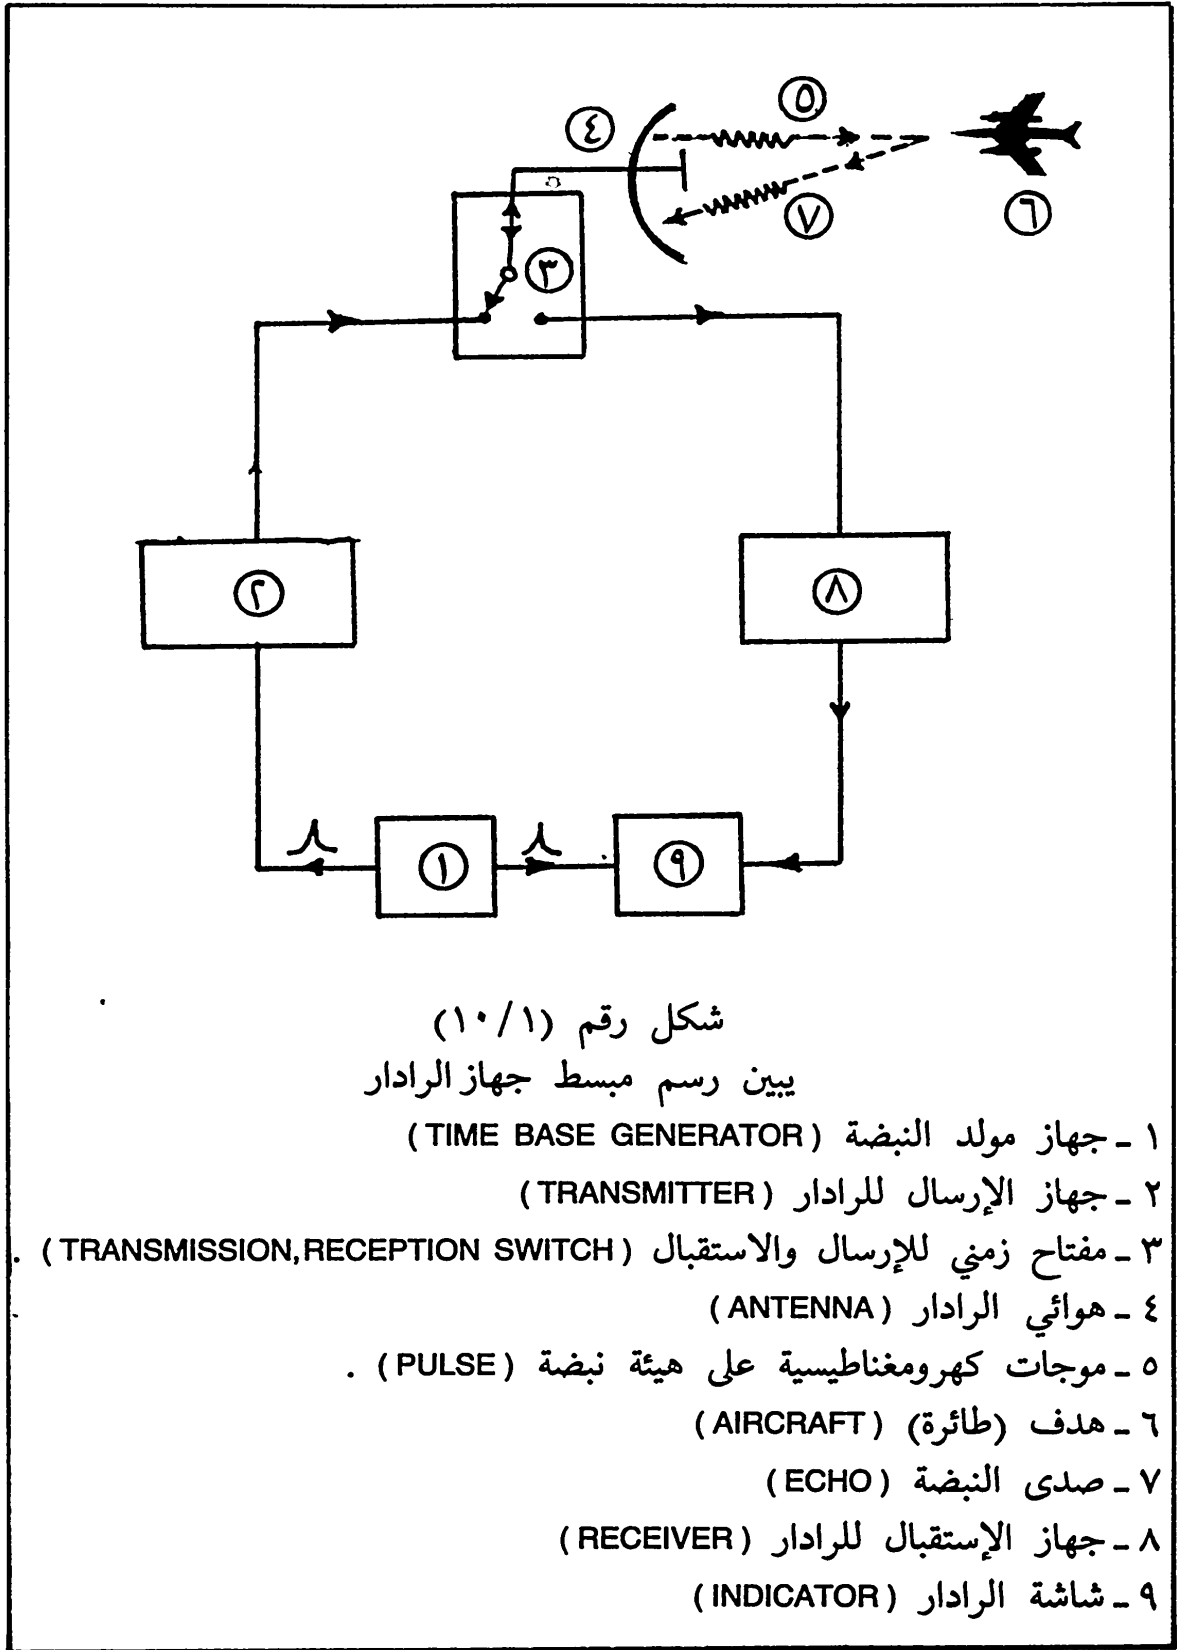 ٥
٤
٧
٦
٣
٢
٨
١
٩
شكل رقم (١٠/١)
يبين رسم مبسط جهاز الرادار
١ - جهاز مولد النبضة (TIME BASE GENERATOR)
٢ - جهاز الإرسال للرادار (TRANSMITTER)
٣ - مفتاح زمني للإرسال والاستقبال (TRANSMISSION,RECEPTION SWITCH) .
٤ - هوائي الرادار (ANTENNA)
٥ - موجات كهرومغناطيسية على هيئة نبضة (PULSE) .
٦ - هدف (طائرة) (AIRCRAFT)
٧ - صدى النبضة (ECHO)
٨ - جهاز الإستقبال للرادار (RECEIVER)
٩ - شاشة الرادار (INDICATOR)